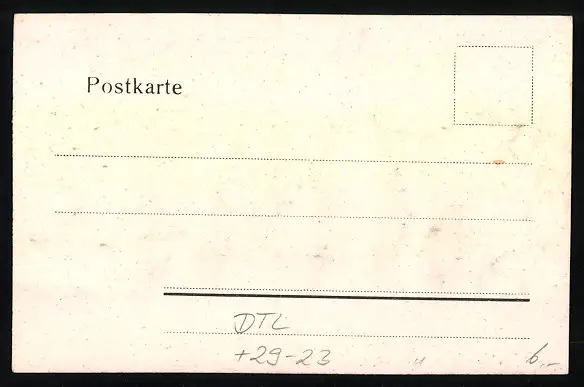 Postkarte
DTL
+29-23
6,-